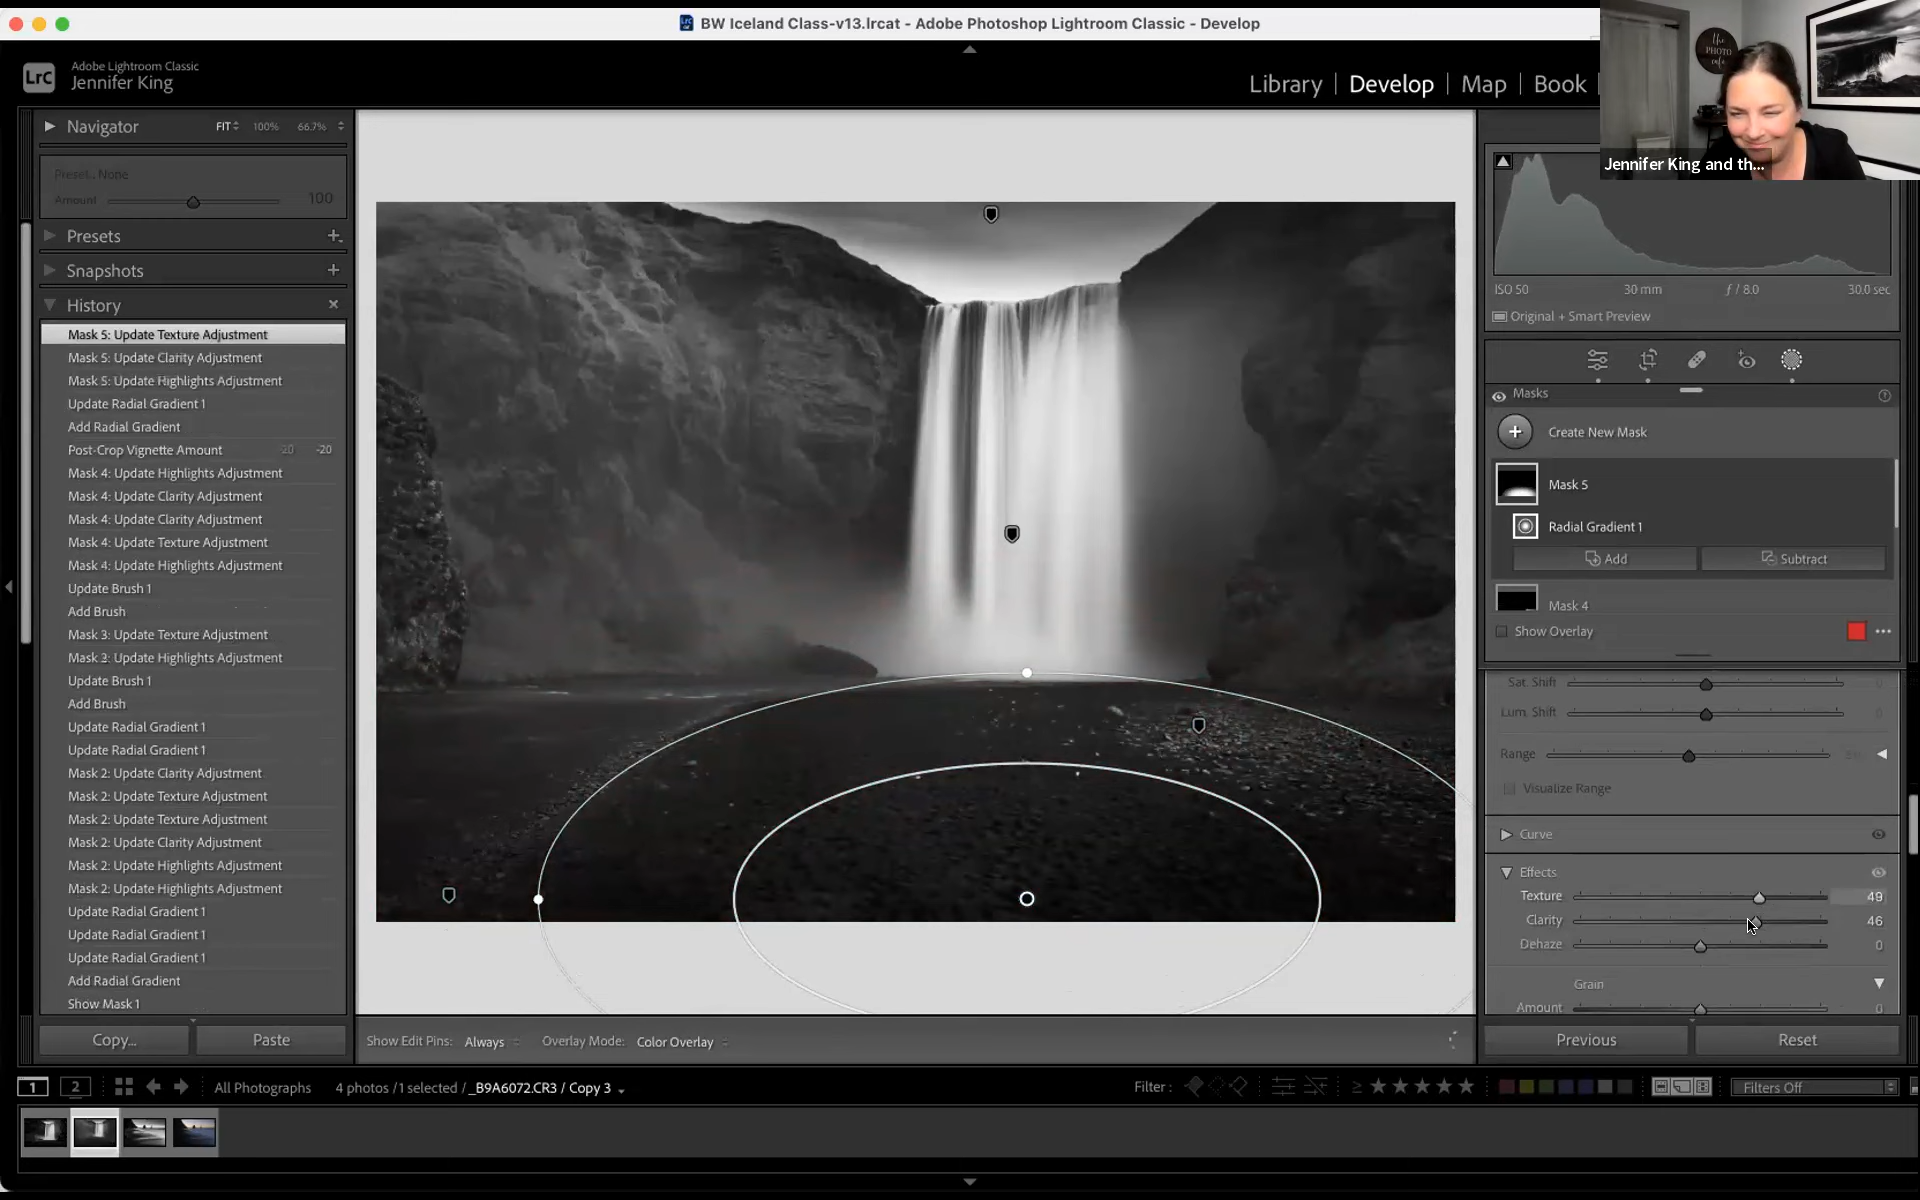 BW Iceland Class-v13.lrcat - Adobe Photoshop Lightroom Classic - Develop
LrC
Adobe Lightroom Classic
Jennifer King
Library | Develop | Map | Book
the
PHOTO
cafe
Jennifer King and th...
Navigator
FIT 100% 66.7%
Preset: None
Amount 100
Presets
Snapshots
History
Mask 5: Update Texture Adjustment
Mask 5: Update Clarity Adjustment
Mask 5: Update Highlights Adjustment
Update Radial Gradient 1
Add Radial Gradient
Post-Crop Vignette Amount -20 -20
Mask 4: Update Highlights Adjustment
Mask 4: Update Clarity Adjustment
Mask 4: Update Clarity Adjustment
Mask 4: Update Texture Adjustment
Mask 4: Update Highlights Adjustment
Update Brush 1
Add Brush
Mask 3: Update Texture Adjustment
Mask 3: Update Highlights Adjustment
Update Brush 1
Add Brush
Update Radial Gradient 1
Update Radial Gradient 1
Mask 2: Update Clarity Adjustment
Mask 2: Update Texture Adjustment
Mask 2: Update Texture Adjustment
Mask 2: Update Clarity Adjustment
Mask 2: Update Highlights Adjustment
Mask 2: Update Highlights Adjustment
Update Radial Gradient 1
Update Radial Gradient 1
Update Radial Gradient 1
Add Radial Gradient
Show Mask 1
Copy... Paste
Show Edit Pins: Always Overlay Mode: Color Overlay
ISO 50 30 mm ƒ / 8.0 30.0 sec
Original + Smart Preview
Masks
Create New Mask
Mask 5
Radial Gradient 1
Add Subtract
Mask 4
Show Overlay
Sat. Shift 0
Lum. Shift 0
Range
Visualize Range
Curve
Effects
Texture 49
Clarity 46
Dehaze 0
Grain
Amount 0
Previous Reset
1 2 All Photographs 4 photos /1 selected /_B9A6072.CR3 / Copy 3 Filter : ≥ ★ ★ ★ ★ ★ Filters Off